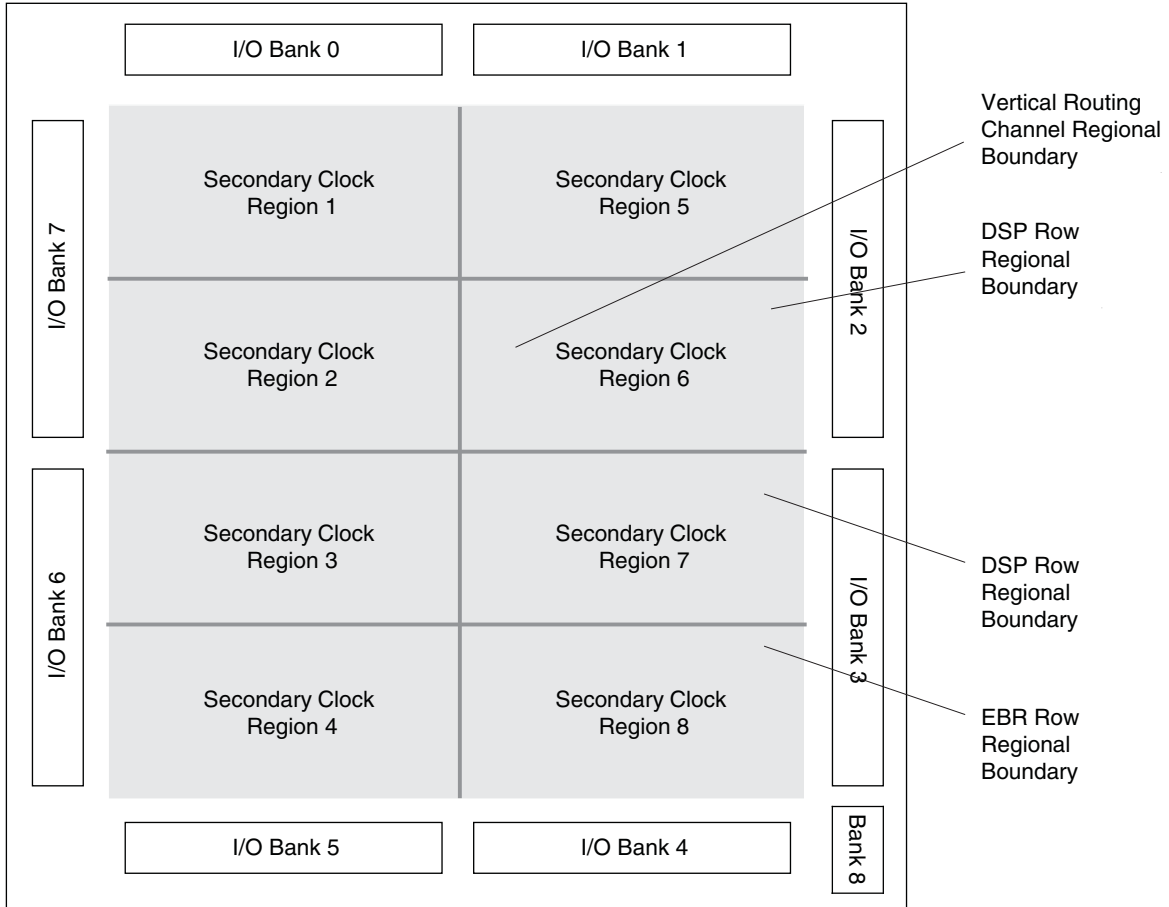 I/O Bank 0
I/O Bank 1
Vertical Routing
Channel Regional
Boundary
Secondary Clock
Region 1
Secondary Clock
Region 5
I/O Bank 7
I/O Bank 2
DSP Row
Regional
Boundary
Secondary Clock
Region 2
Secondary Clock
Region 6
Secondary Clock
Region 3
Secondary Clock
Region 7
I/O Bank 6
I/O Bank 3
DSP Row
Regional
Boundary
Secondary Clock
Region 4
Secondary Clock
Region 8
EBR Row
Regional
Boundary
I/O Bank 5
I/O Bank 4
Bank 8